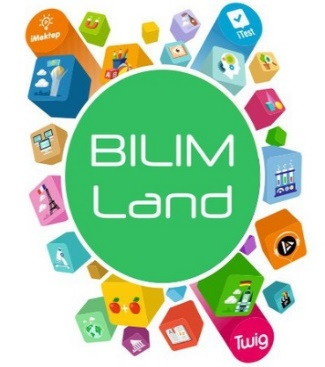 iMektep
iTest
BILIM
Land
Twig